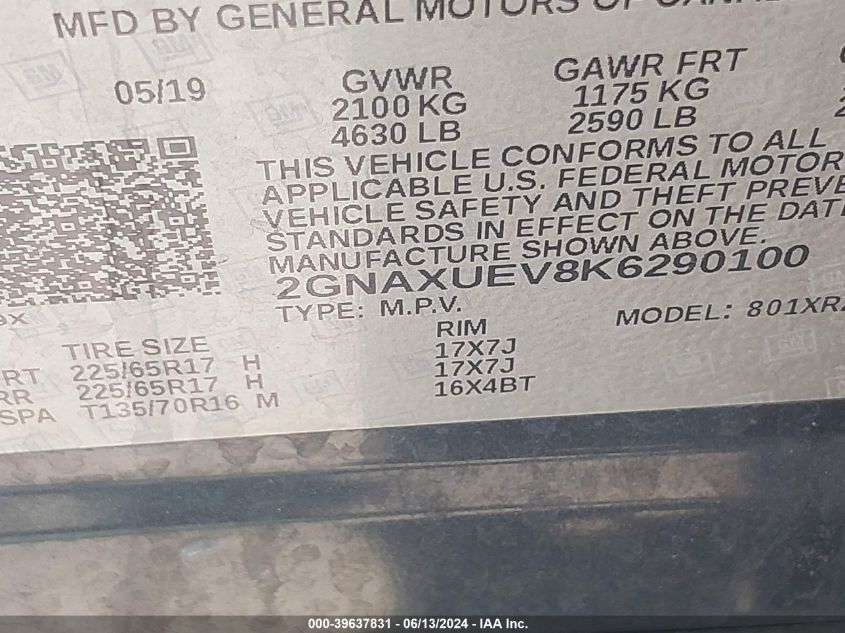 MFD BY GENERAL MOTORS OF
05/19 GVWR GAWR FRT
2100 KG 1175 KG
4630 LB 2590 LB
THIS VEHICLE CONFORMS TO ALL
APPLICABLE U.S. FEDERAL MOTOR
VEHICLE SAFETY AND THEFT PREVE
STANDARDS IN EFFECT ON THE DAT
MANUFACTURE SHOWN ABOVE.
2GNAXUEV8K6290100
TYPE: M.P.V. MODEL: 801XR
TIRE SIZE RIM
RT 225/65R17 H 17X7J
RR 225/65R17 H 17X7J
SPA T135/70R16 M 16X4BT
000-39637831 - 06/13/2024 - IAA Inc.